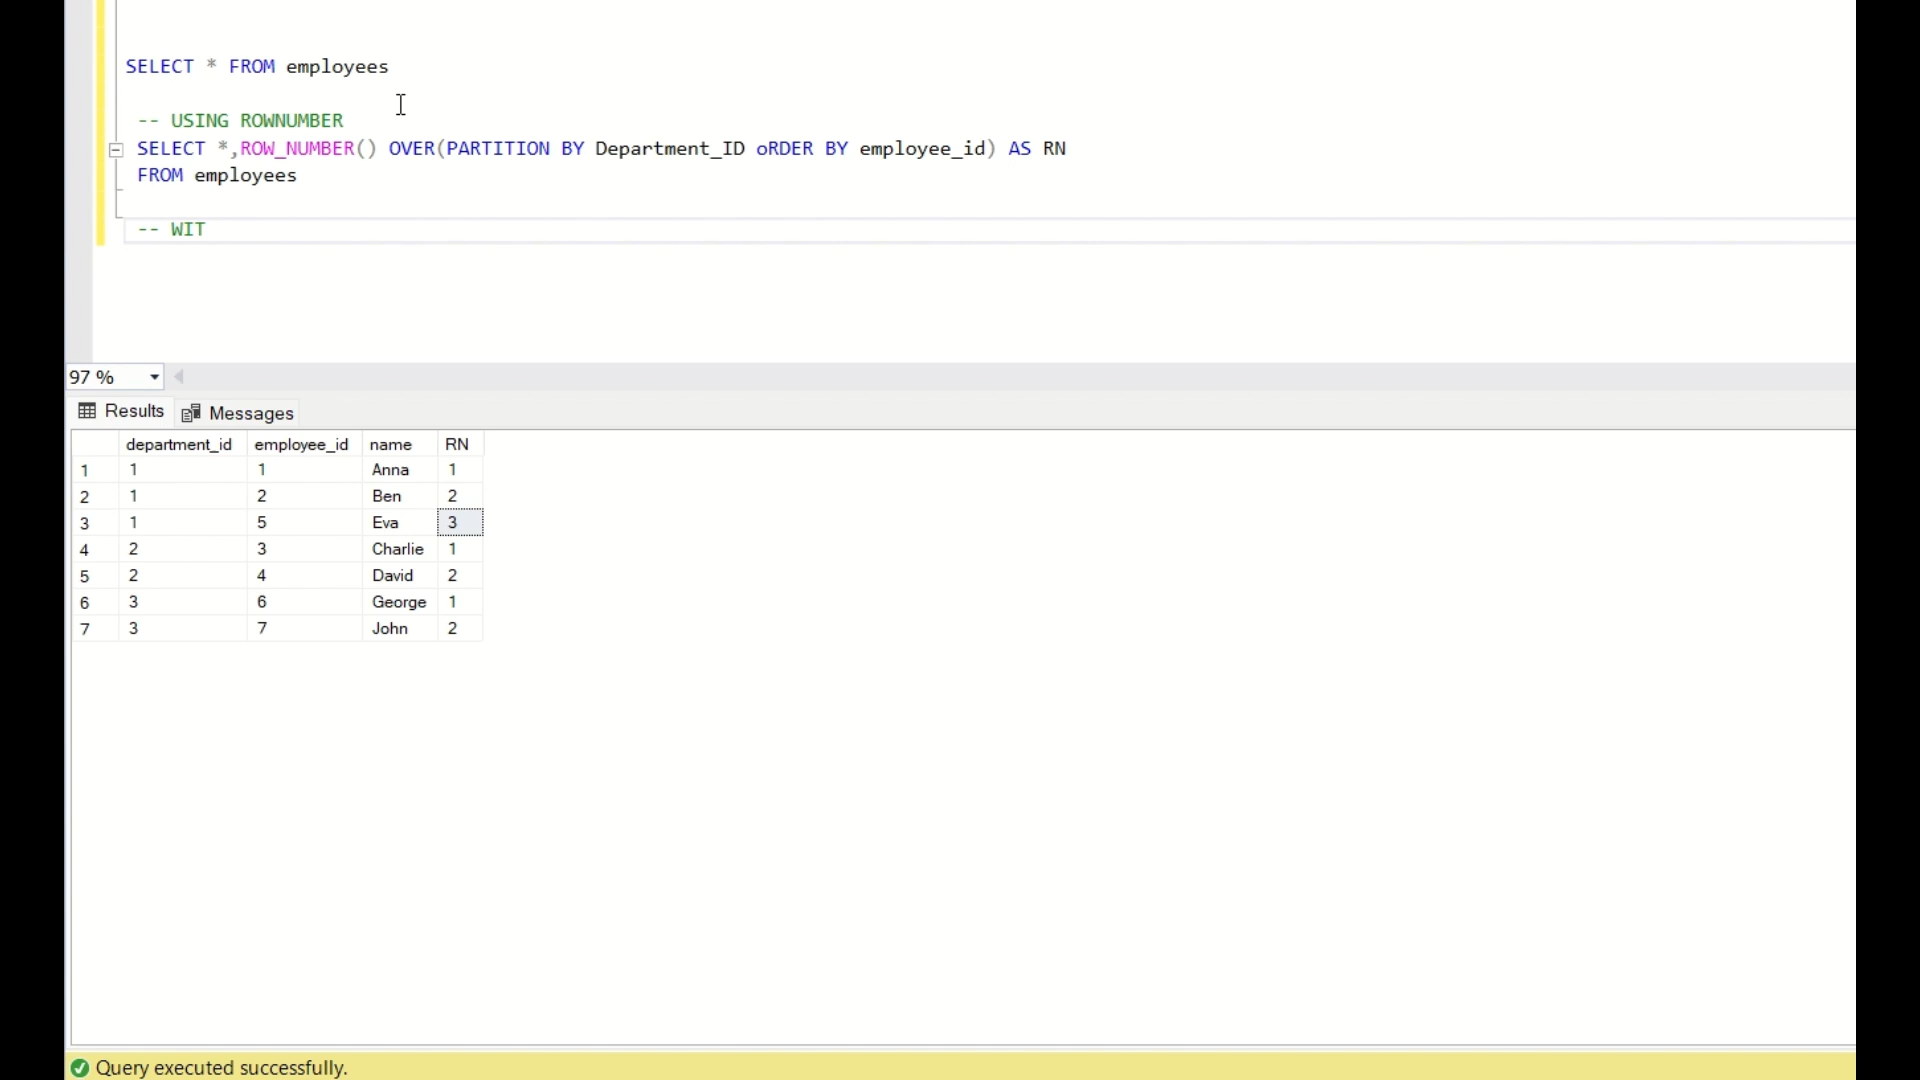 SELECT * FROM employees
-- USING ROWNUMBER
SELECT *,ROW_NUMBER() OVER(PARTITION BY Department_ID oRDER BY employee_id) AS RN
FROM employees
-- WIT
97 %
Results Messages
department_id employee_id name RN
1 1 1 Anna 1
2 1 2 Ben 2
3 1 5 Eva 3
4 2 3 Charlie 1
5 2 4 David 2
6 3 6 George 1
7 3 7 John 2
Query executed successfully.